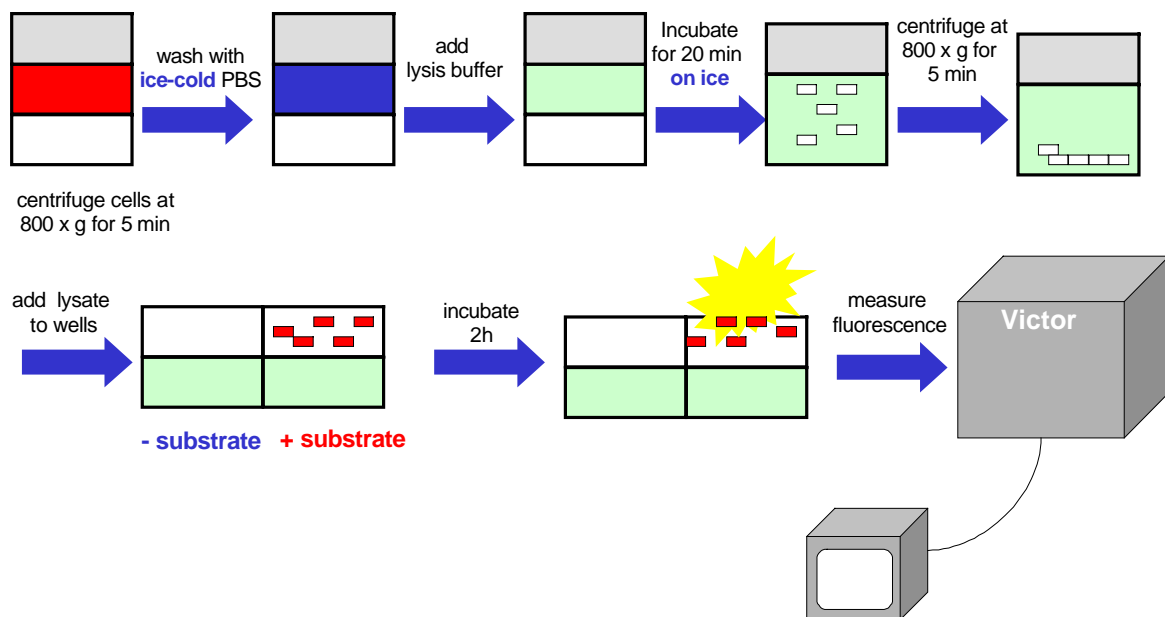 wash with
ice-cold PBS
add
lysis buffer
Incubate
for 20 min
on ice
centrifuge at
800 x g for
5 min
centrifuge cells at
800 x g for 5 min
add lysate
to wells
- substrate + substrate
incubate
2h
measure
fluorescence
Victor